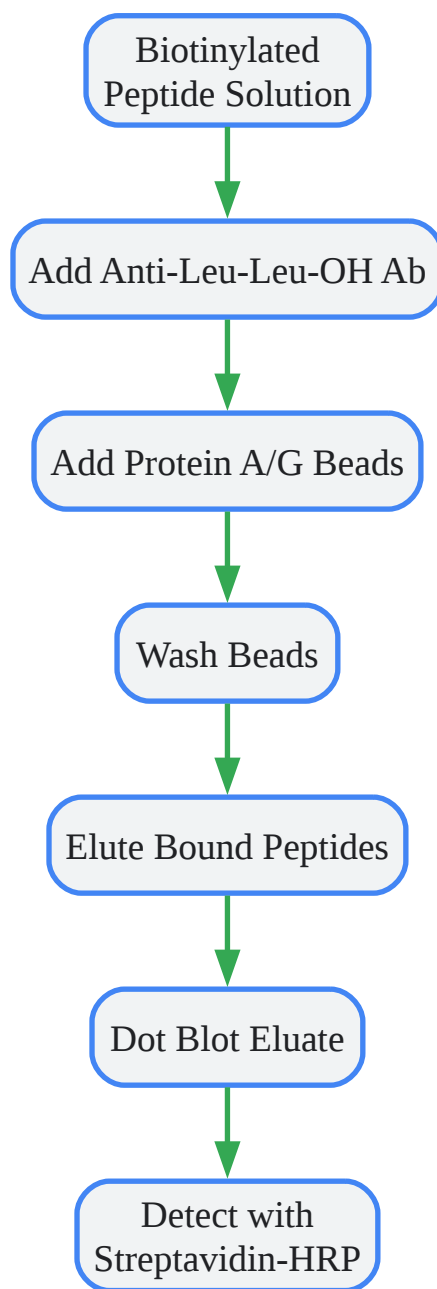 Biotinylated
Peptide Solution
Add Anti-Leu-Leu-OH Ab
Add Protein A/G Beads
Wash Beads
Elute Bound Peptides
Dot Blot Eluate
Detect with
Streptavidin-HRP